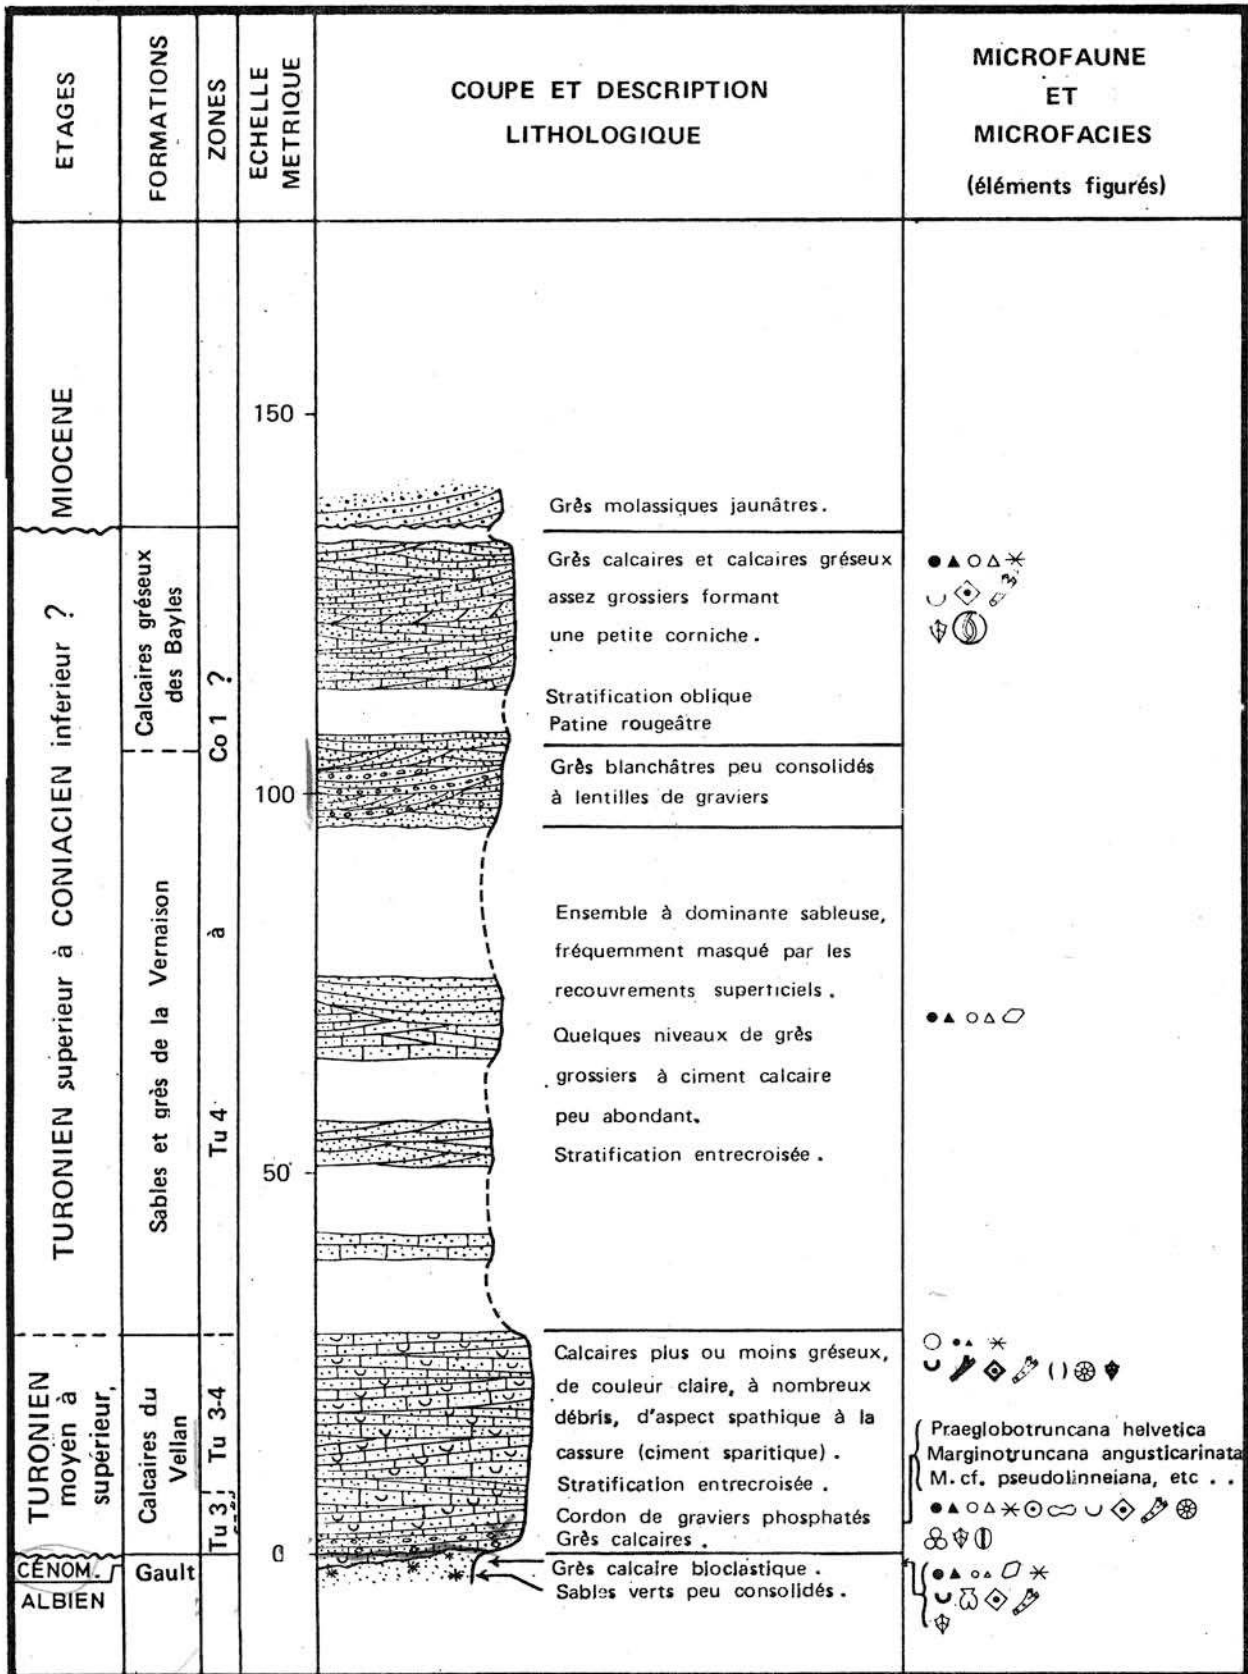 ETAGES
FORMATIONS
ZONES
ECHELLE
METRIQUE
COUPE ET DESCRIPTION
LITHOLOGIQUE
MICROFAUNE
ET
MICROFACIES
(éléments figurés)
MIOCENE
150
Grès molassiques jaunâtres.
TURONIEN superieur à CONIACIEN inferieur ?
Calcaires gréseux
des Bayles
Tu 4 à Co 1 ?
Grès calcaires et calcaires gréseux
assez grossiers formant
une petite corniche.
Stratification oblique
Patine rougeâtre
100
Grès blanchâtres peu consolidés
à lentilles de graviers
Sables et grès de la Vernaison
Ensemble à dominante sableuse,
fréquemment masqué par les
recouvrements superticiels.
Quelques niveaux de grès
grossiers à ciment calcaire
peu abondant.
Stratification entrecroisée.
50
TURONIEN
moyen à
supérieur,
Calcaires du
Vellan
Tu 3-4
Tu 3
Calcaires plus ou moins gréseux,
de couleur claire, à nombreux
débris, d'aspect spathique à la
cassure (ciment sparitique).
Stratification entrecroisée.
Cordon de graviers phosphatés
Grès calcaires.
Praeglobotruncana helvetica
Marginotruncana angusticarinata
M. cf. pseudolinneiana, etc . .
0
CÉNOM.
ALBIEN
Gault
Grès calcaire bioclastique.
Sables verts peu consolidés.